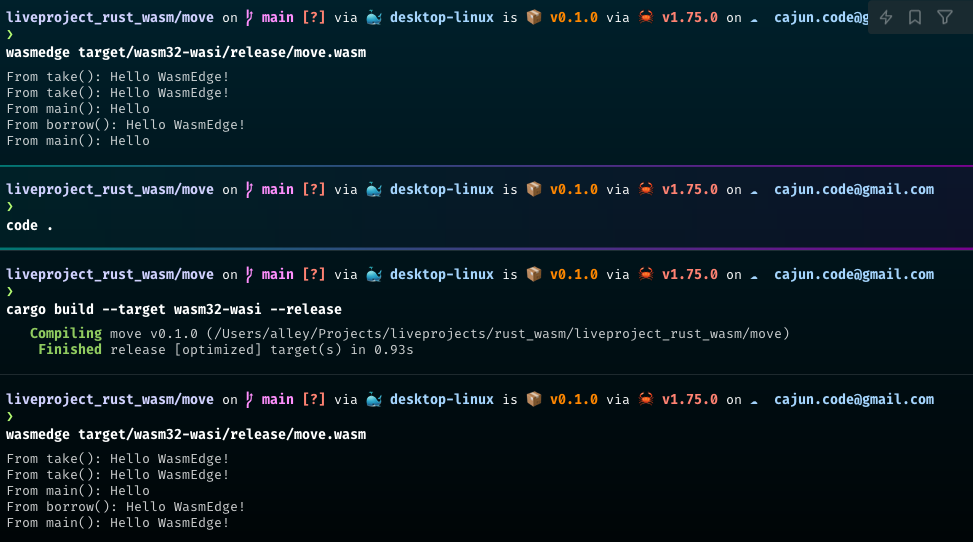 liveproject_rust_wasm/move on main [?] via 🐳 desktop-linux is 📦 v0.1.0 via 🦀 v1.75.0 on ☁ cajun.code@g
❯
wasmedge target/wasm32-wasi/release/move.wasm
From take(): Hello WasmEdge!
From take(): Hello WasmEdge!
From main(): Hello
From borrow(): Hello WasmEdge!
From main(): Hello
liveproject_rust_wasm/move on main [?] via 🐳 desktop-linux is 📦 v0.1.0 via 🦀 v1.75.0 on ☁ cajun.code@gmail.com
❯
code .
liveproject_rust_wasm/move on main [?] via 🐳 desktop-linux is 📦 v0.1.0 via 🦀 v1.75.0 on ☁ cajun.code@gmail.com
❯
cargo build --target wasm32-wasi --release
Compiling move v0.1.0 (/Users/alley/Projects/liveprojects/rust_wasm/liveproject_rust_wasm/move)
Finished release [optimized] target(s) in 0.93s
liveproject_rust_wasm/move on main [?] via 🐳 desktop-linux is 📦 v0.1.0 via 🦀 v1.75.0 on ☁ cajun.code@gmail.com
❯
wasmedge target/wasm32-wasi/release/move.wasm
From take(): Hello WasmEdge!
From take(): Hello WasmEdge!
From main(): Hello
From borrow(): Hello WasmEdge!
From main(): Hello WasmEdge!